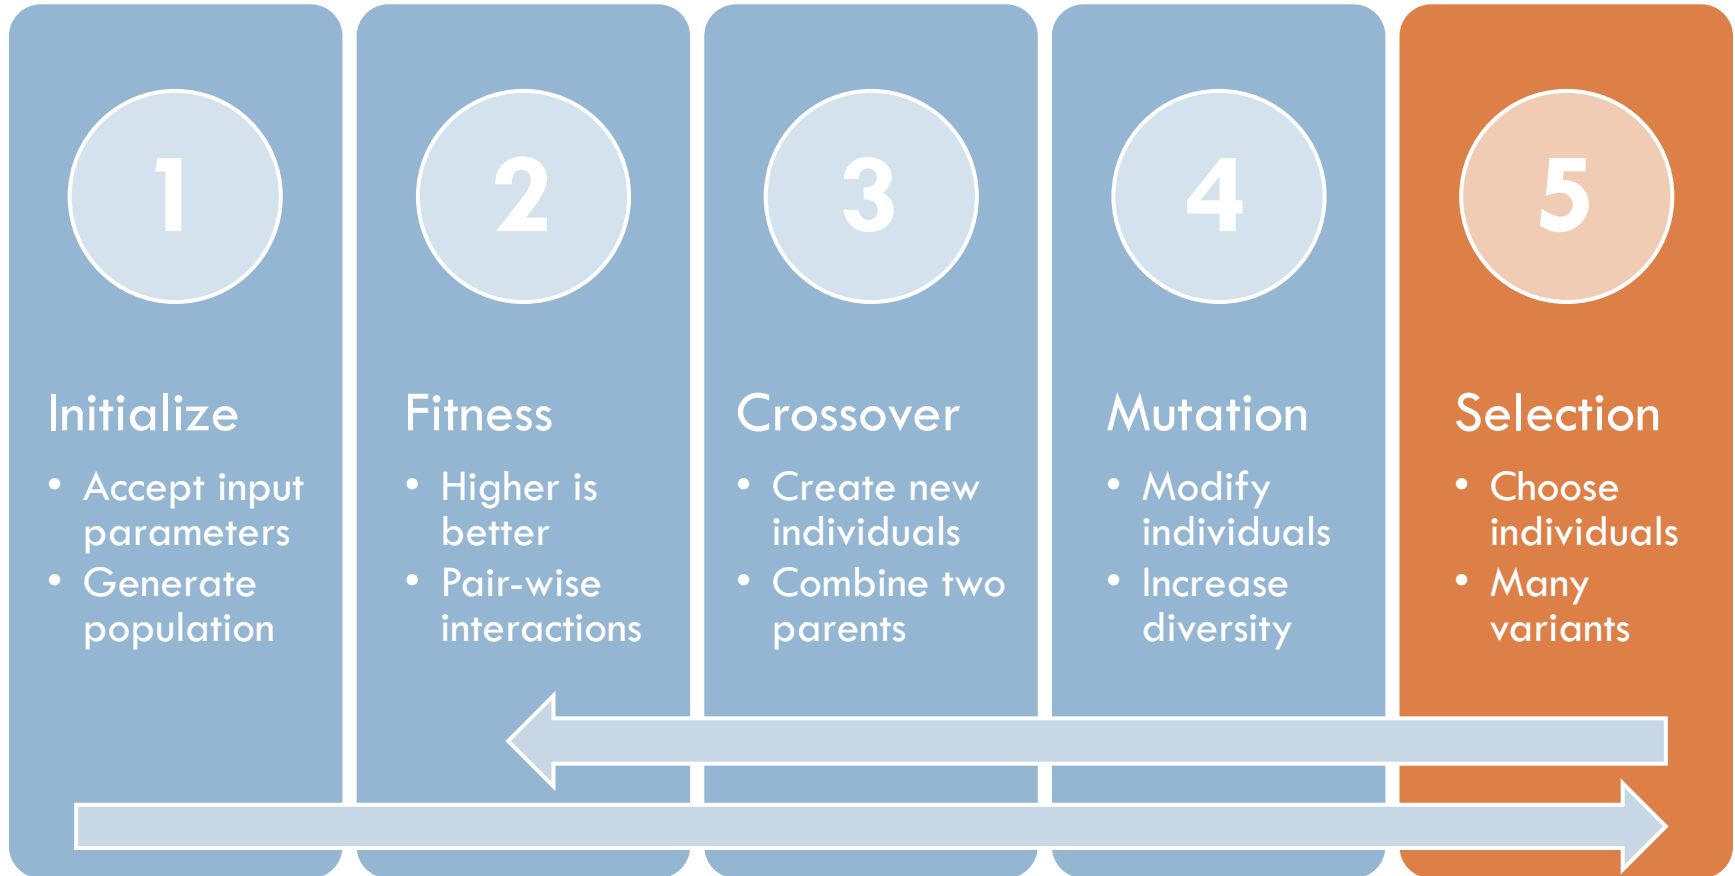 1
Initialize
• Accept input
parameters
• Generate
population
2
Fitness
• Higher is
better
• Pair-wise
interactions
3
Crossover
• Create new
individuals
• Combine two
parents
4
Mutation
• Modify
individuals
• Increase
diversity
5
Selection
• Choose
individuals
• Many
variants